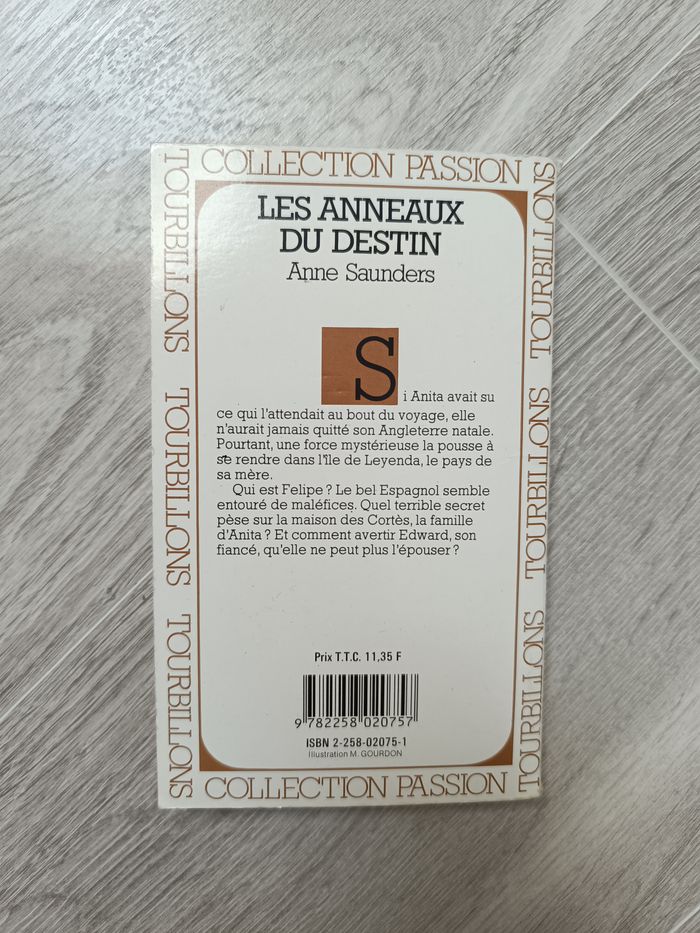 COLLECTION PASSION
TOURBILLONS
TOURBILLONS
TOURBILLONS
LES ANNEAUX
DU DESTIN
Anne Saunders
Si Anita avait su
ce qui l'attendait au bout du voyage, elle
n'aurait jamais quitté son Angleterre natale.
Pourtant, une force mystérieuse la pousse à
se rendre dans l'île de Leyenda, le pays de
sa mère.
Qui est Felipe ? Le bel Espagnol semble
entouré de maléfices. Quel terrible secret
pèse sur la maison des Cortès, la famille
d'Anita ? Et comment avertir Edward, son
fiancé, qu'elle ne peut plus l'épouser ?
Prix T.T.C. 11,35 F
9 782258 020757
ISBN 2-258-02075-1
Illustration M. GOURDON
TOURBILLONS
TOURBILLONS
TOURBILLONS
COLLECTION PASSION